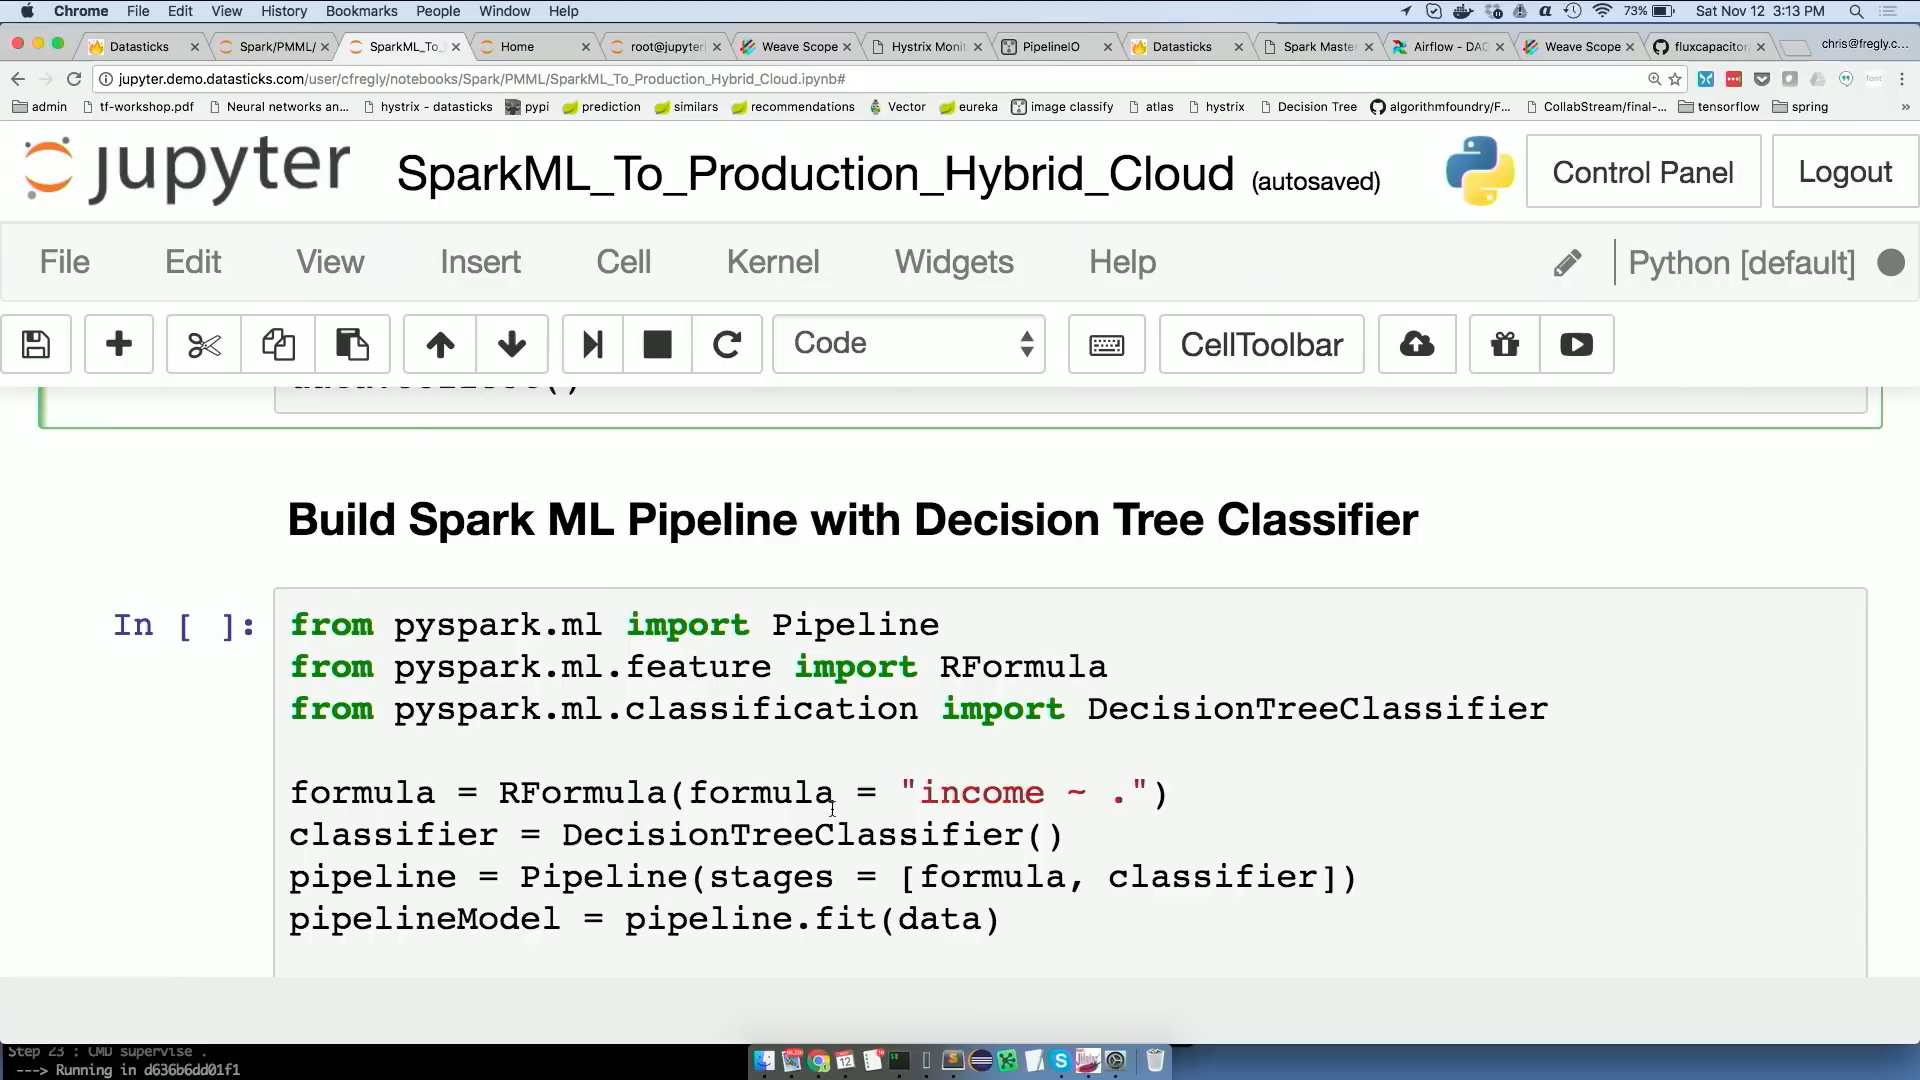 Chrome File Edit View History Bookmarks People Window Help 73% Sat Nov 12 3:13 PM
Datasticks Spark/PMML/ SparkML_To_ Home root@jupyter Weave Scope Hystrix Moni PipelineIO Datasticks Spark Master Airflow - DAG Weave Scope fluxcapacitor chris@fregly.c...
jupyter.demo.datasticks.com/user/cfregly/notebooks/Spark/PMML/SparkML_To_Production_Hybrid_Cloud.ipynb#
admin tf-workshop.pdf Neural networks an... hystrix - datasticks pypi prediction similars recommendations Vector eureka image classify atlas hystrix Decision Tree algorithmfoundry/F... CollabStream/final-... tensorflow spring »
jupyter SparkML_To_Production_Hybrid_Cloud (autosaved) Control Panel Logout
File Edit View Insert Cell Kernel Widgets Help Python [default]
Code CellToolbar
Build Spark ML Pipeline with Decision Tree Classifier
In [ ]: from pyspark.ml import Pipeline
from pyspark.ml.feature import RFormula
from pyspark.ml.classification import DecisionTreeClassifier
formula = RFormula(formula = "income ~ .")
classifier = DecisionTreeClassifier()
pipeline = Pipeline(stages = [formula, classifier])
pipelineModel = pipeline.fit(data)
Step 23 : CMD supervise .
---> Running in d636b6dd01f1